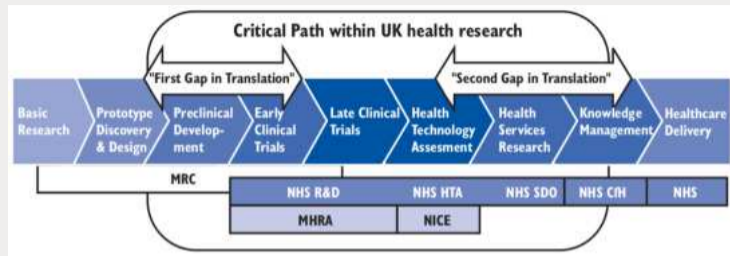 Critical Path within UK health research
"First Gap in Translation"
"Second Gap in Translation"
Basic
Research
Prototype
Discovery
& Design
Preclinical
Develop-
ment
Early
Clinical
Trials
Late Clinical
Trials
Health
Technology
Assesment
Health
Services
Research
Knowledge
Management
Healthcare
Delivery
MRC
NHS R&D
NHS HTA
NHS SDO
NHS CfH
NHS
MHRA
NICE